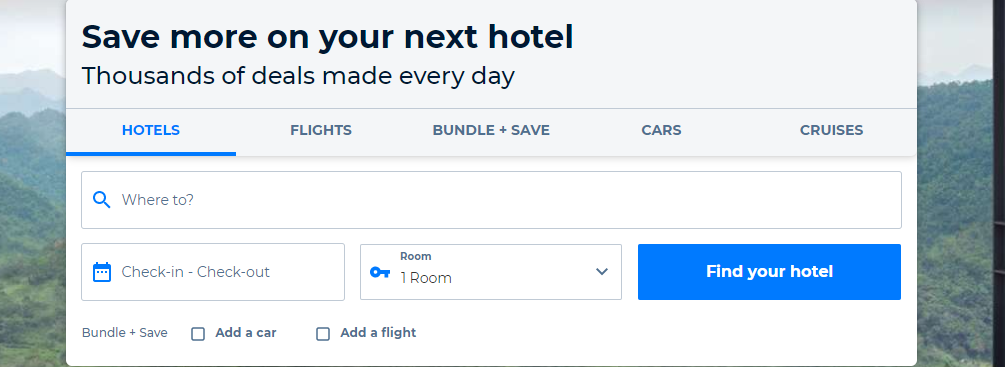 Save more on your next hotel
Thousands of deals made every day
HOTELS FLIGHTS BUNDLE + SAVE CARS CRUISES
Where to?
Check-in - Check-out
Room
1 Room
Find your hotel
Bundle + Save Add a car Add a flight